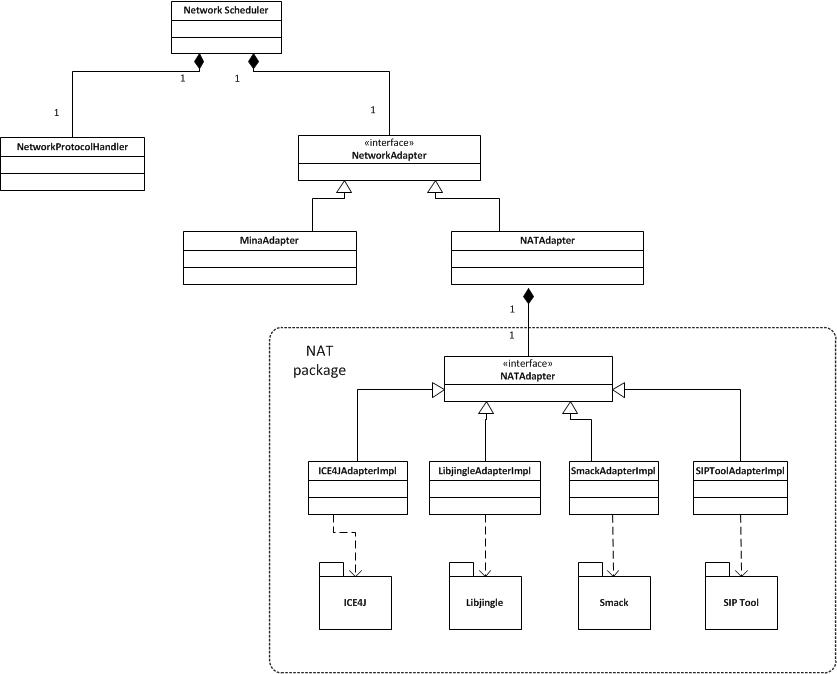 Network Scheduler
1
1
1
1
NetworkProtocolHandler
«interface»
NetworkAdapter
MinaAdapter
NATAdapter
1
1
NAT
package
«interface»
NATAdapter
ICE4JAdapterImpl
LibjingleAdapterImpl
SmackAdapterImpl
SIPToolAdapterImpl
ICE4J
Libjingle
Smack
SIP Tool